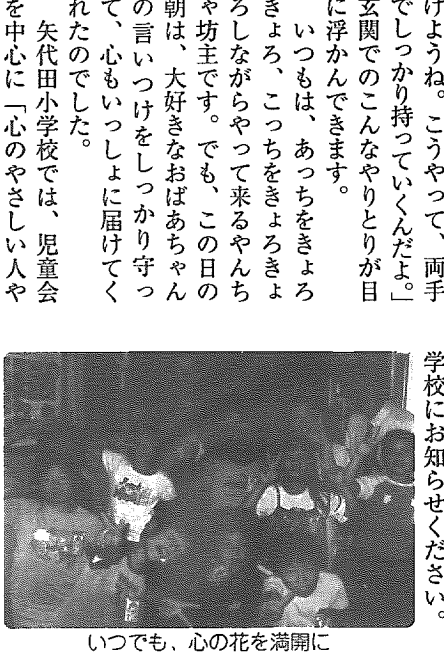 けようね。こうやって、両手
でしっかり持っていくんだよ。」
玄関でのこんなやりとりが目
に浮かんできます。
いつもは、あっちをきょろ
きょろ、こっちをきょろきょ
ろしながらやって来るやんち
ゃ坊主です。でも、この日の
朝は、大好きなおばあちゃん
の言いつけをしっかり守っ
て、心もいっしょに届けてく
れたのでした。
矢代田小学校では、児童会
を中心に「心のやさしい人や
学校にお知らせください。
いつでも、心の花を満開に